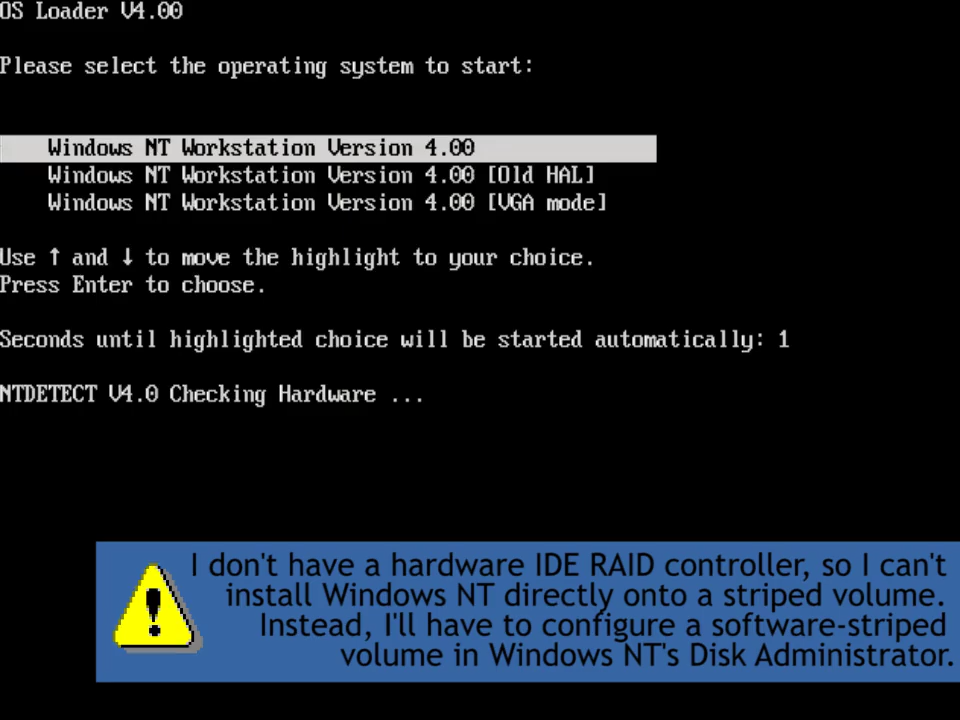 OS Loader V4.00
Please select the operating system to start:
Windows NT Workstation Version 4.00
Windows NT Workstation Version 4.00 [Old HAL]
Windows NT Workstation Version 4.00 [VGA mode]
Use ↑ and ↓ to move the highlight to your choice.
Press Enter to choose.
Seconds until highlighted choice will be started automatically: 1
NTDETECT V4.0 Checking Hardware ...
I don't have a hardware IDE RAID controller, so I can't
install Windows NT directly onto a striped volume.
Instead, I'll have to configure a software-striped
volume in Windows NT's Disk Administrator.